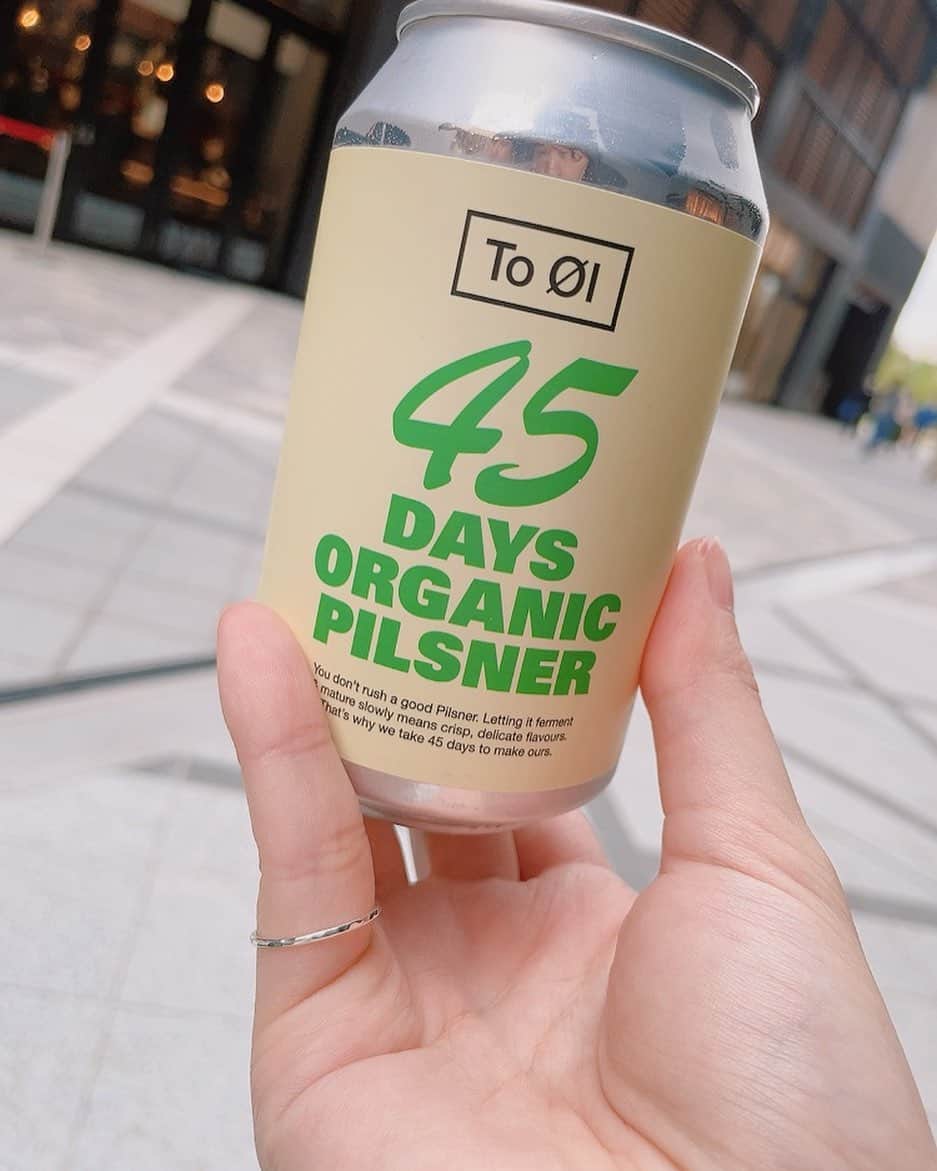 To Øl
45
DAYS
ORGANIC
PILSNER
You don't rush a good Pilsner. Letting it ferment
mature slowly means crisp, delicate flavours.
That's why we take 45 days to make ours.